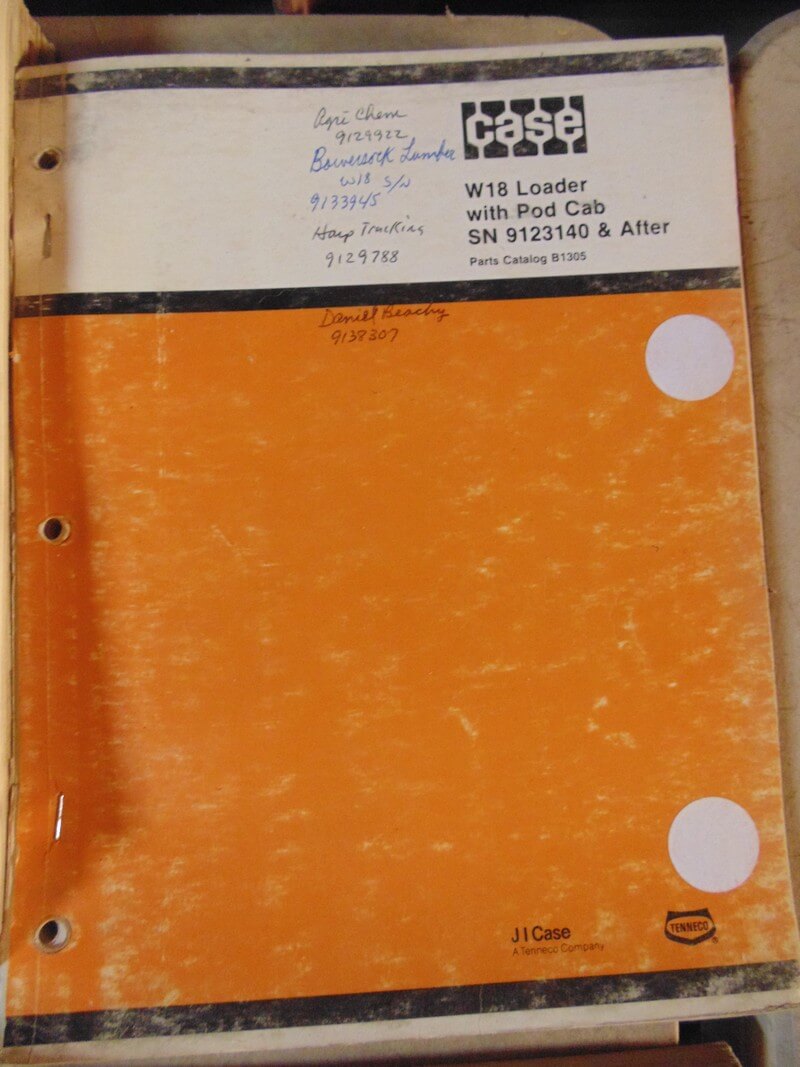 Agri Chem
9129922
Bowersock Lumber
W18 S/N
9133945
Harp Trucking
9129788
case
W18 Loader
with Pod Cab
SN 9123140 & After
Parts Catalog B1305
Daniel Beachy
9138307
J I Case
A Tenneco Company
TENNECO